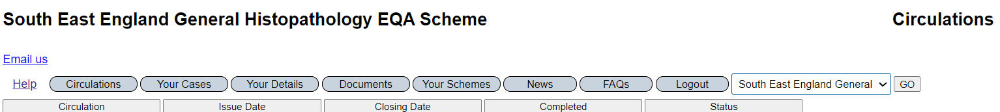 South East England General Histopathology EQA Scheme Circulations
Email us
Help Circulations Your Cases Your Details Documents Your Schemes News FAQs Logout South East England General GO
Circulation Issue Date Closing Date Completed Status